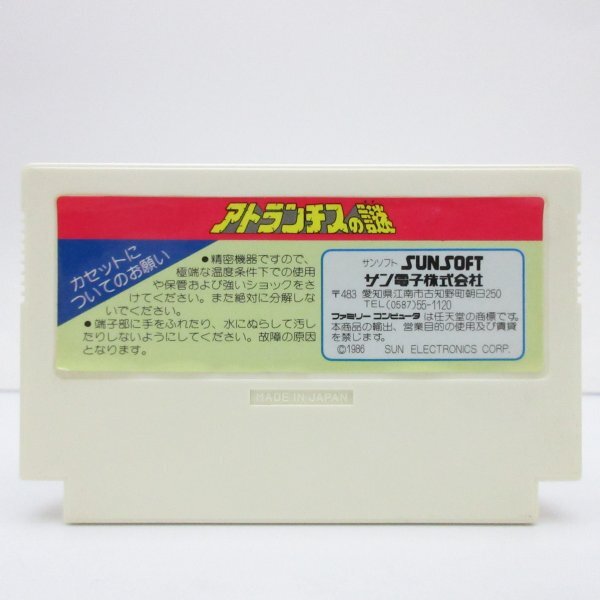 アトランチスの謎
カセットに
ついてのお願い
●精密機器ですので、
極端な温度条件下での使用
や保管および強いショックをさ
けてください。また絶対に分解しな
いでください。
●端子部に手をふれたり、水にぬらして汚し
たりしないようにしてください。故障の原因
となります。
サンソフト SUNSOFT
サン電子株式会社
〒483 愛知県江南市古知野町朝日250
TEL(0587)55-1120
ファミリーコンピュータは任天堂の商標です。
本商品の輸出、営業目的の使用及び賃貸
を禁じます。
©1986 SUN ELECTRONICS CORP.
MADE IN JAPAN